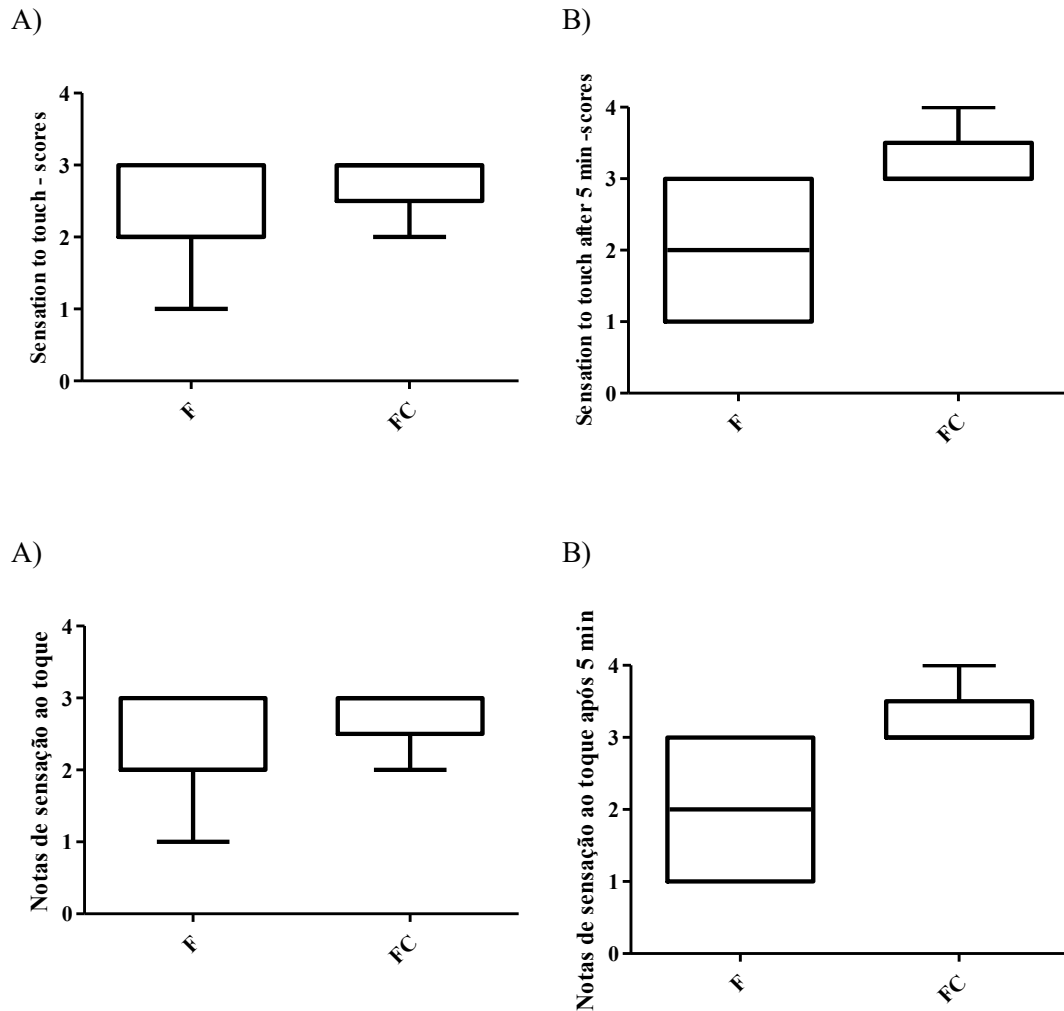 A)
B)
Sensation to touch - scores
4
3
2
1
0
F
FC
Sensation to touch after 5 min -scores
4
3
2
1
0
F
FC
A)
B)
Notas de sensação ao toque
4
3
2
1
0
F
FC
Notas de sensação ao toque após 5 min
4
3
2
1
0
F
FC